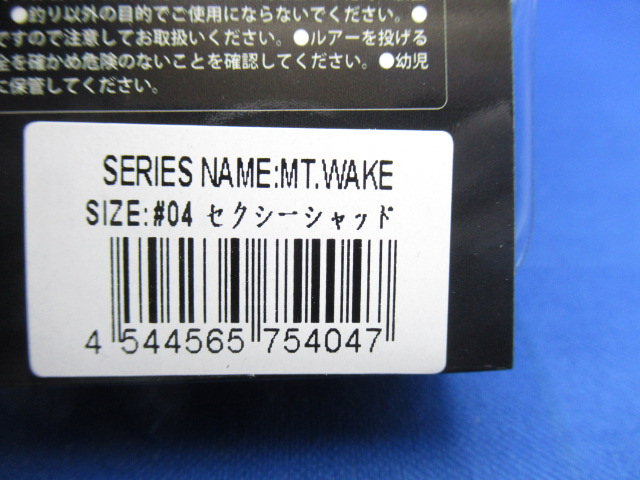 ●釣り以外の目的でご使用にならないでください。●
ですので注意してお取扱いください。●ルアーを投げる
全を確かめ危険のないことを確認してください。●幼児
に保管してください。
SERIES NAME:MT.WAKE
SIZE:#04 セクシーシャッド
4 544565 754047